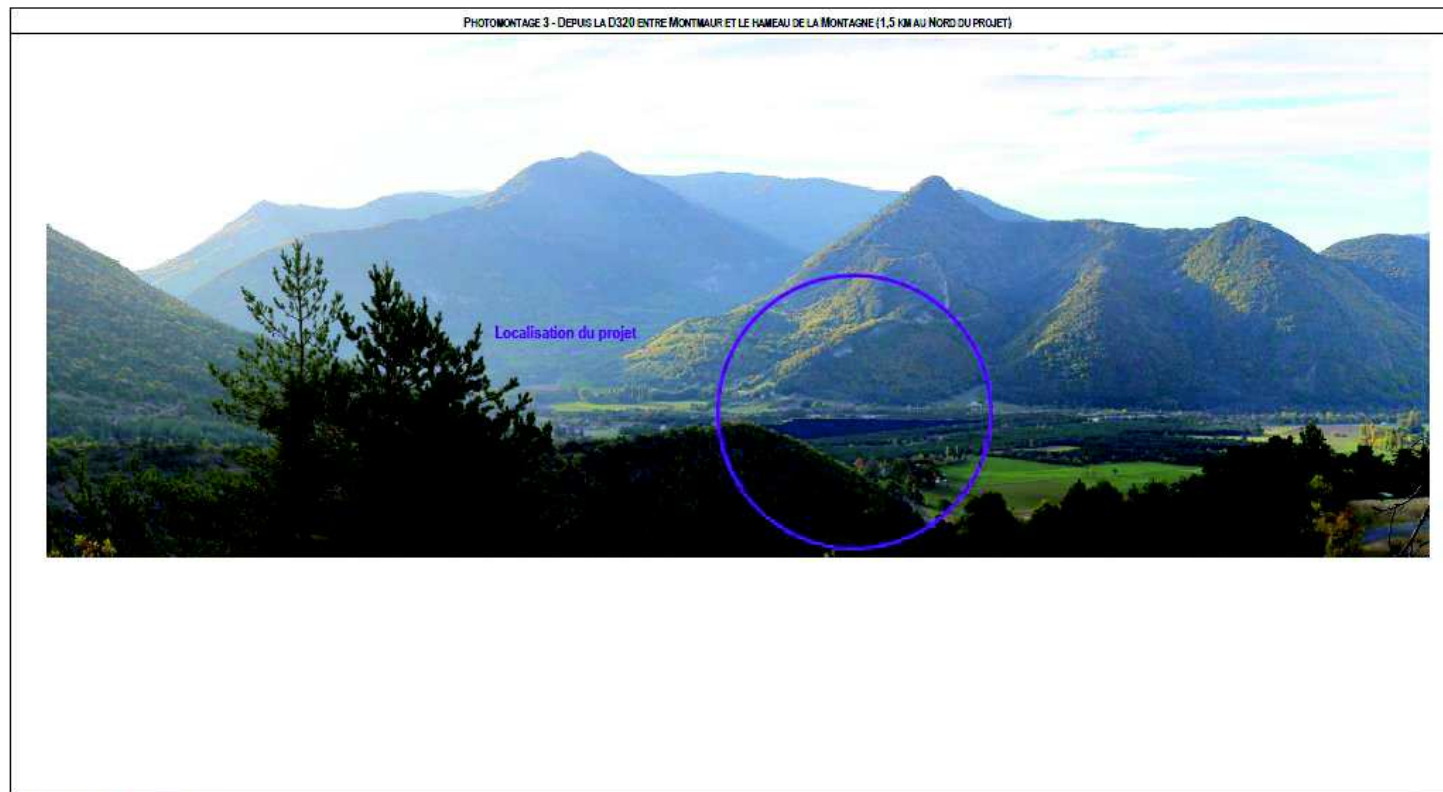 PHOTOMONTAGE 3 - DEPUIS LA D320 ENTRE MONTMAUR ET LE HAMEAU DE LA MONTAGNE (1,5 KM AU NORD DU PROJET)
Localisation du projet